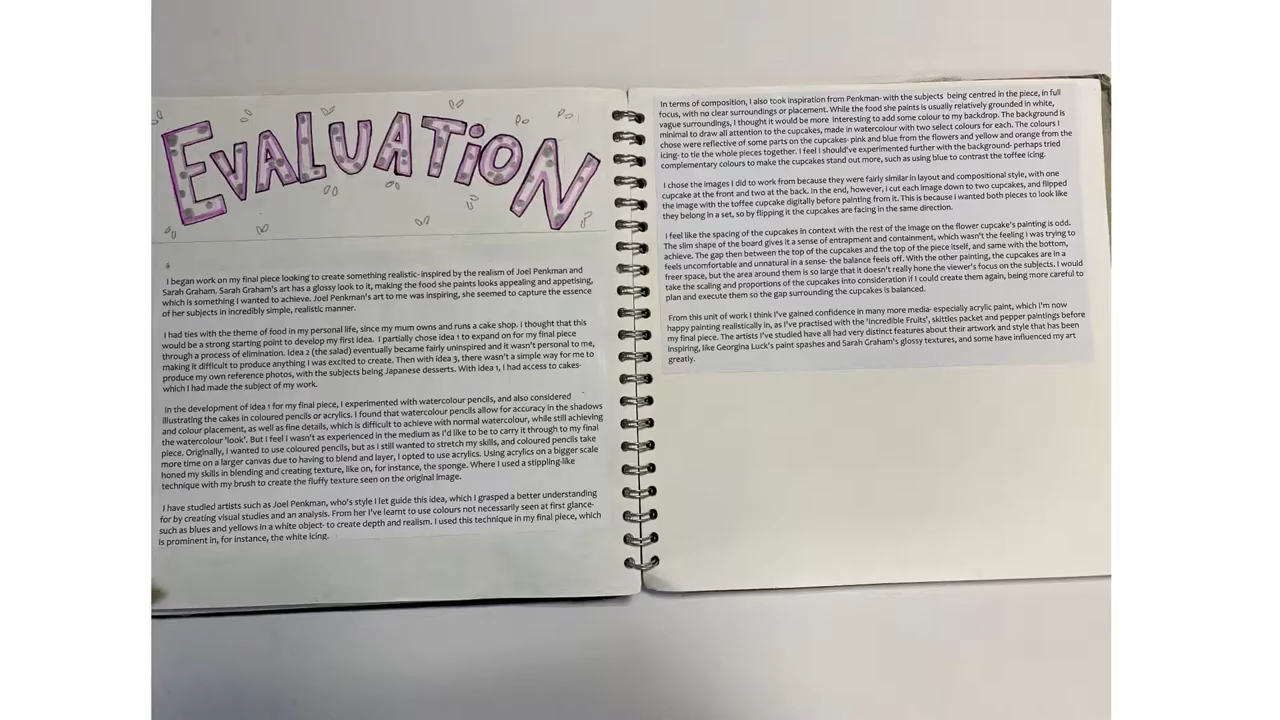 EVALUATION
I began work on my final piece looking to create something realistic- inspired by the realism of Joel Penkman and
Sarah Graham. Sarah Graham's art has a glossy look to it, making the food she paints looks appealing and appetising,
which is something I wanted to achieve. Joel Penkman's art to me was inspiring, she seemed to capture the essence
of her subjects in incredibly simple, realistic manner.
I had ties with the theme of food in my personal life, since my mum owns and runs a cake shop. I thought that this
would be a strong starting point to develop my first idea. I partially chose idea 1 to expand on for my final piece
through a process of elimination. Idea 2 (the salad) eventually became fairly uninspired and it wasn't personal to me,
making it difficult to produce anything I was excited to create. Then with idea 3, there wasn't a simple way for me to
produce my own reference photos, with the subjects being Japanese desserts. With idea 1, I had access to cakes-
which I had made the subject of my work.
In the development of idea 1 for my final piece, I experimented with watercolour pencils, and also considered
illustrating the cakes in coloured pencils or acrylics. I found that watercolour pencils allow for accuracy in the shadows
and colour placement, as well as fine details, which is difficult to achieve with normal watercolour, while still achieving
the watercolour 'look'. But I feel I wasn't as experienced in the medium as I'd like to be to carry it through to my final
piece. Originally, I wanted to use coloured pencils, but as I still wanted to stretch my skills, and coloured pencils take
more time on a larger canvas due to having to blend and layer, I opted to use acrylics. Using acrylics on a bigger scale
honed my skills in blending and creating texture, like on, for instance, the sponge. Where I used a stippling-like
technique with my brush to create the fluffy texture seen on the original image.
I have studied artists such as Joel Penkman, who's style I let guide this idea, which I grasped a better understanding
for by creating visual studies and an analysis. From her I've learnt to use colours not necessarily seen at first glance-
such as blues and yellows in a white object- to create depth and realism. I used this technique in my final piece, which
is prominent in, for instance, the white icing.
In terms of composition, I also took inspiration from Penkman- with the subjects being centred in the piece, in full
focus, with no clear surroundings or placement. While the food she paints is usually relatively grounded in white,
vague surroundings, I thought it would be more interesting to add some colour to my backdrop. The background is
minimal to draw all attention to the cupcakes, made in watercolour with two select colours for each. The colours I
chose were reflective of some parts on the cupcakes- pink and blue from the flowers and yellow and orange from the
icing- to tie the whole pieces together. I feel I should've experimented further with the background- perhaps tried
complementary colours to make the cupcakes stand out more, such as using blue to contrast the toffee icing.
I chose the images I did to work from because they were fairly similar in layout and compositional style, with one
cupcake at the front and two at the back. In the end, however, i cut each image down to two cupcakes, and flipped
the image with the toffee cupcake digitally before painting from it. This is because I wanted both pieces to look like
they belong in a set, so by flipping it the cupcakes are facing in the same direction.
I feel like the spacing of the cupcakes in context with the rest of the image on the flower cupcake's painting is odd.
The slim shape of the board gives it a sense of entrapment and containment, which wasn't the feeling I was trying to
achieve. The gap then between the top of the cupcakes and the top of the piece itself, and same with the bottom,
feels uncomfortable and unnatural in a sense- the balance feels off. With the other painting, the cupcakes are in a
freer space, but the area around them is so large that it doesn't really hone the viewer's focus on the subjects. I would
take the scaling and proportions of the cupcakes into consideration if I could create them again, being more careful to
plan and execute them so the gap surrounding the cupcakes is balanced.
From this unit of work I think I've gained confidence in many more media- especially acrylic paint, which I'm now
happy painting realistically in, as I've practised with the 'Incredible Fruits', skittles packet and pepper paintings before
my final piece. The artists I've studied have all had very distinct features about their artwork and style that has been
inspiring, like Georgina Luck's paint spashes and Sarah Graham's glossy textures, and some have influenced my art
greatly.